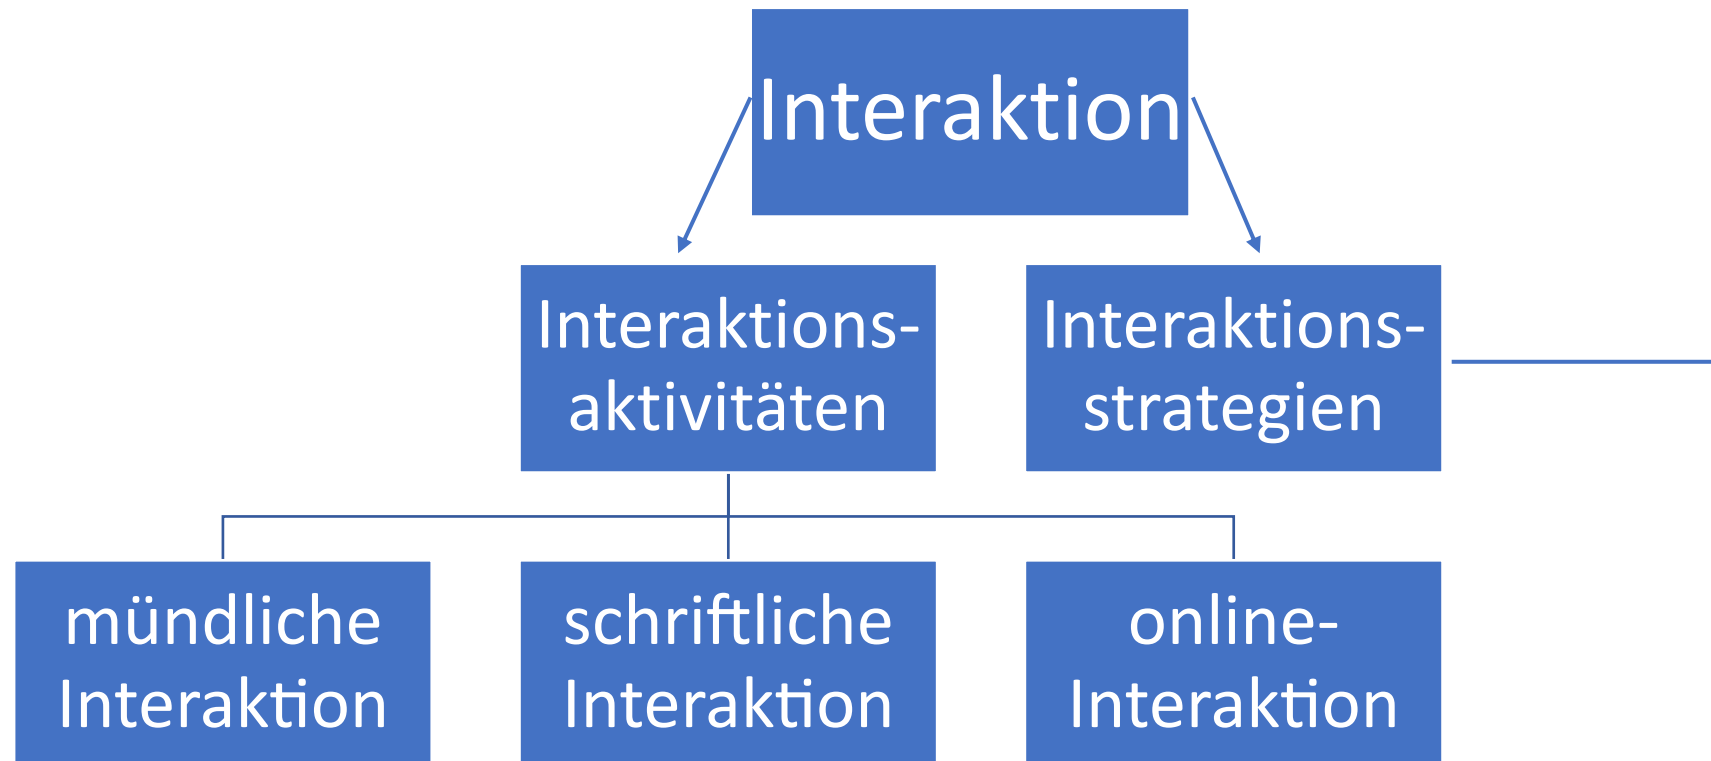 Interaktion
Interaktions-
aktivitäten
Interaktions-
strategien
mündliche
Interaktion
schriftliche
Interaktion
online-
Interaktion